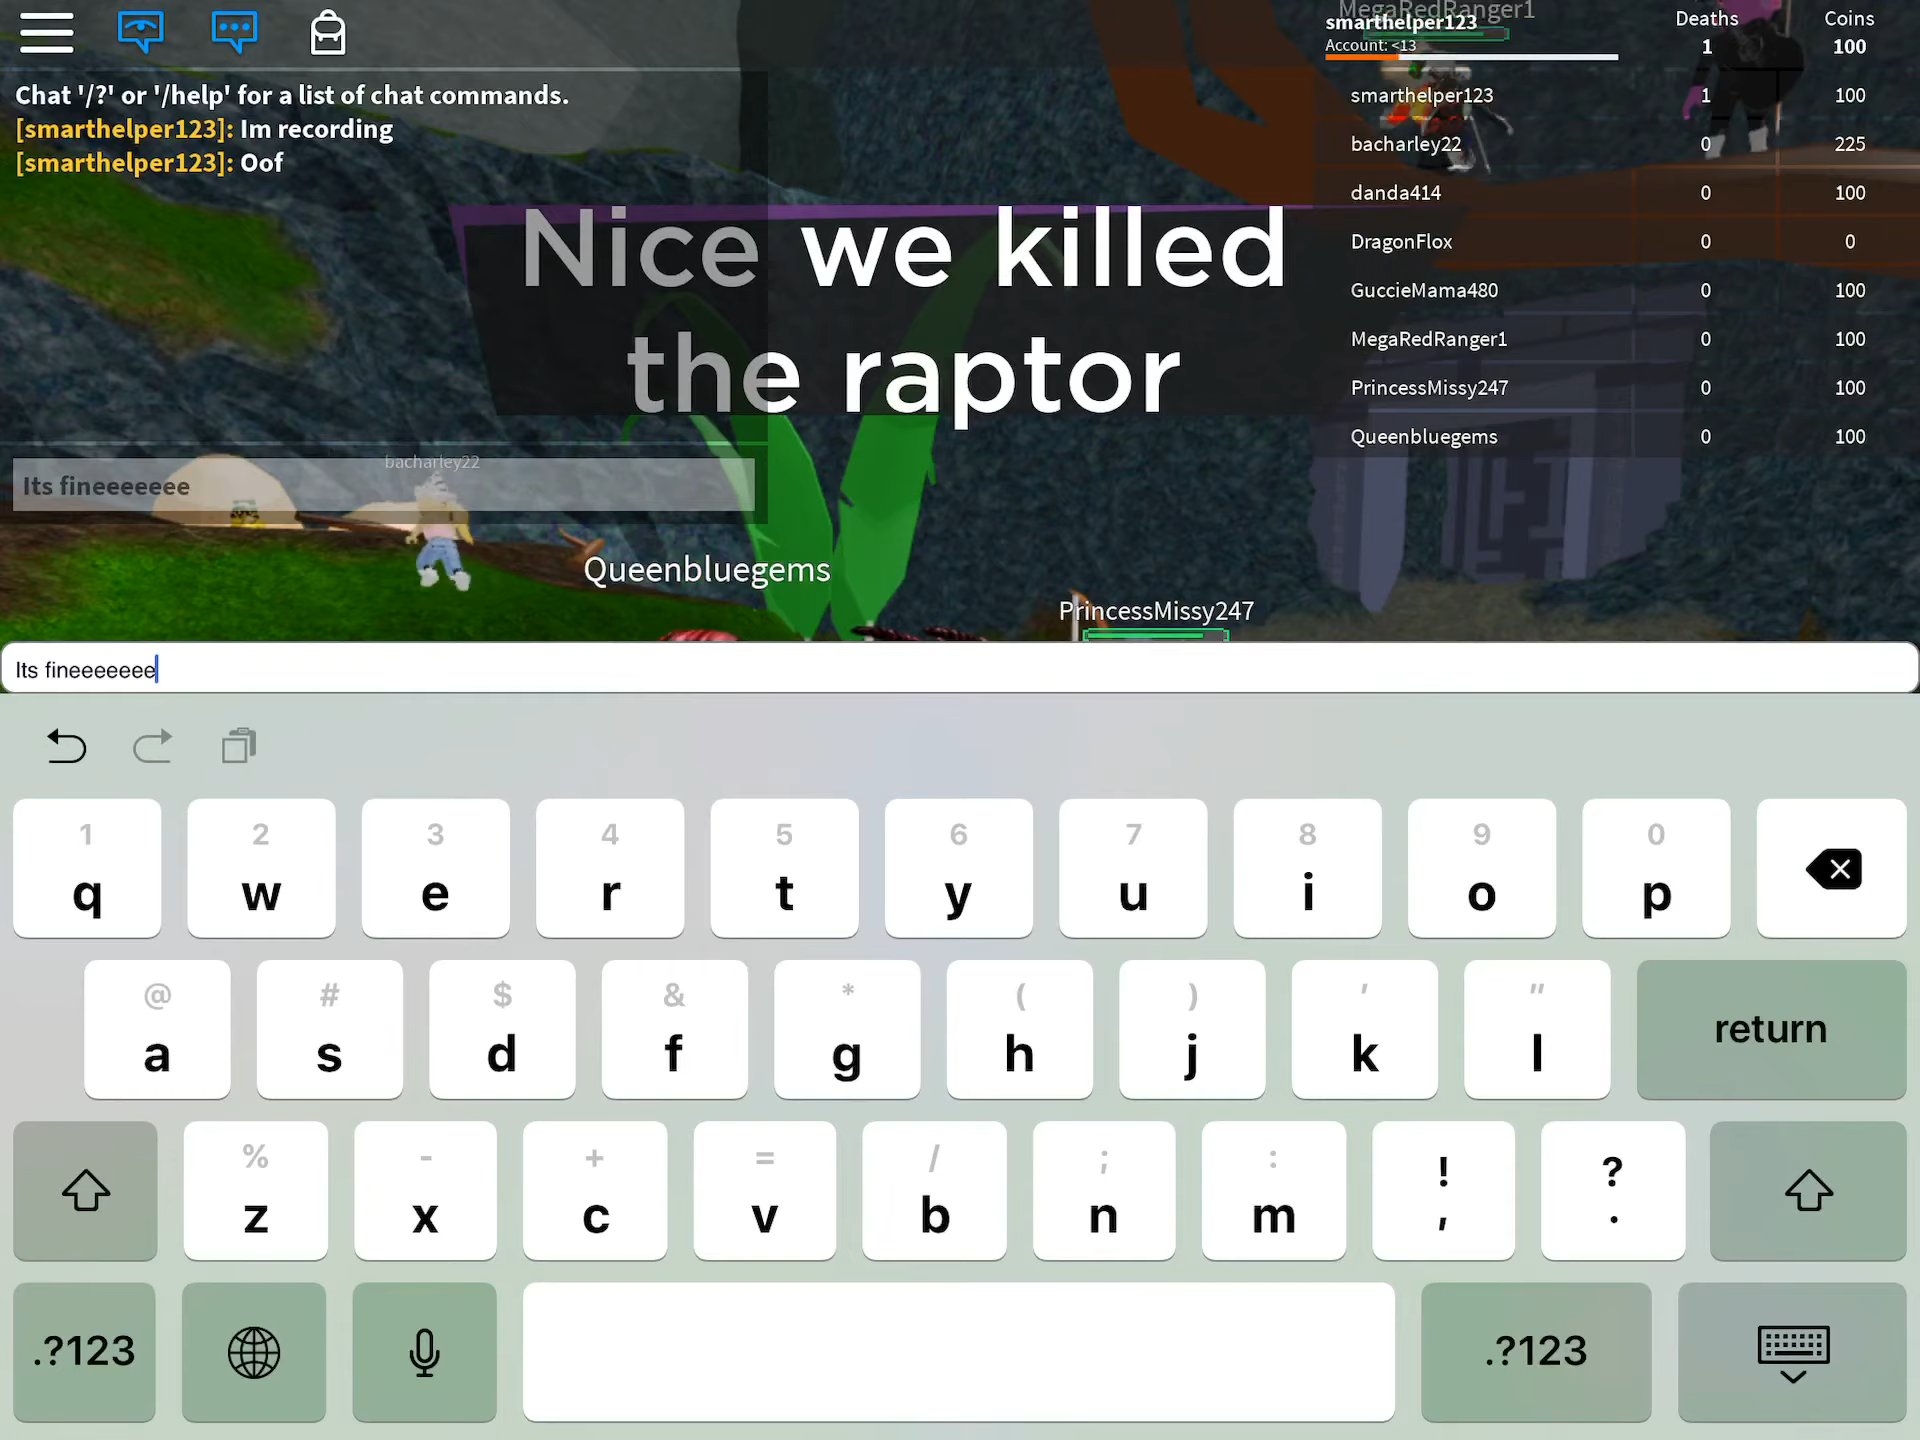 MegaRedRanger1
smarthelper123 Deaths Coins
Account: <13 1 100
Chat '/?' or '/help' for a list of chat commands.
[smarthelper123]: Im recording
[smarthelper123]: Oof
smarthelper123 1 100
bacharley22 0 225
danda414 0 100
DragonFlox 0 0
GuccieMama480 0 100
MegaRedRanger1 0 100
PrincessMissy247 0 100
Queenbluegems 0 100
Nice we killed
the raptor
bacharley22
Its fineeeeeee
Queenbluegems
PrincessMissy247
Its fineeeeeee
1 2 3 4 5 6 7 8 9 0
q w e r t y u i o p
@ # $ & * ( ) ' "
a s d f g h j k l return
% - + = / ; : ! ?
z x c v b n m , .
.?123 .?123